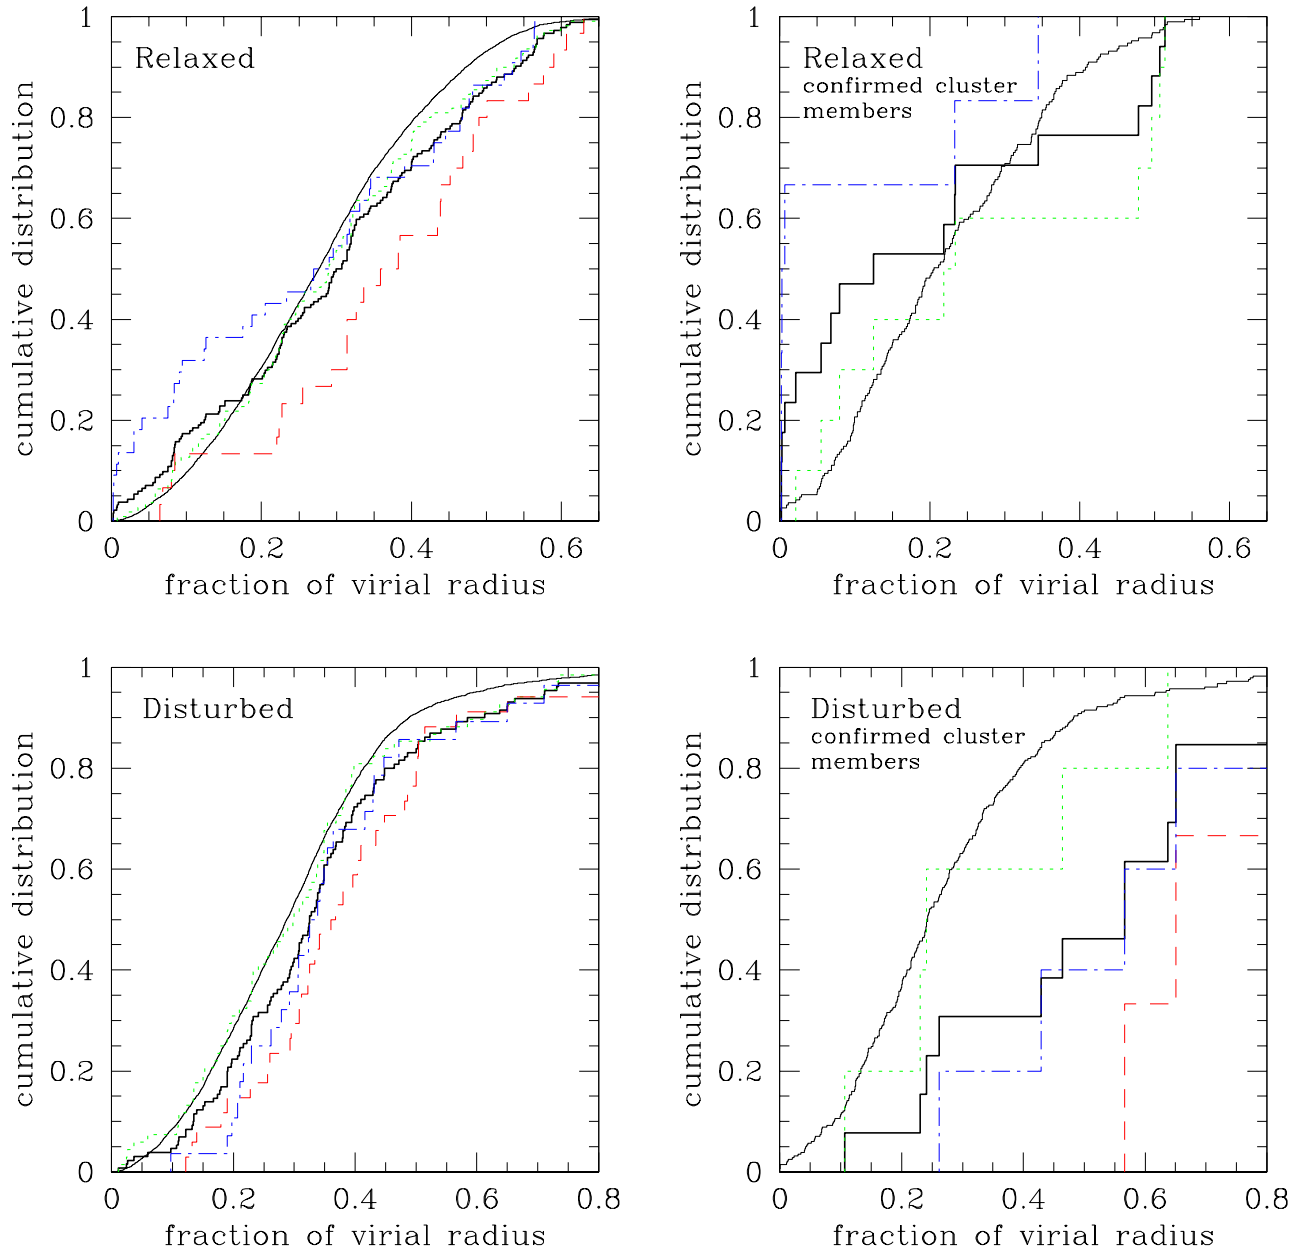 1
0.8
0.6
0.4
0.2
0
cumulative distribution
Relaxed
0 0.2 0.4 0.6
fraction of virial radius
1
0.8
0.6
0.4
0.2
0
cumulative distribution
Relaxed
confirmed cluster
members
0 0.2 0.4 0.6
fraction of virial radius
1
0.8
0.6
0.4
0.2
0
cumulative distribution
Disturbed
0 0.2 0.4 0.6 0.8
fraction of virial radius
1
0.8
0.6
0.4
0.2
0
cumulative distribution
Disturbed
confirmed cluster
members
0 0.2 0.4 0.6 0.8
fraction of virial radius